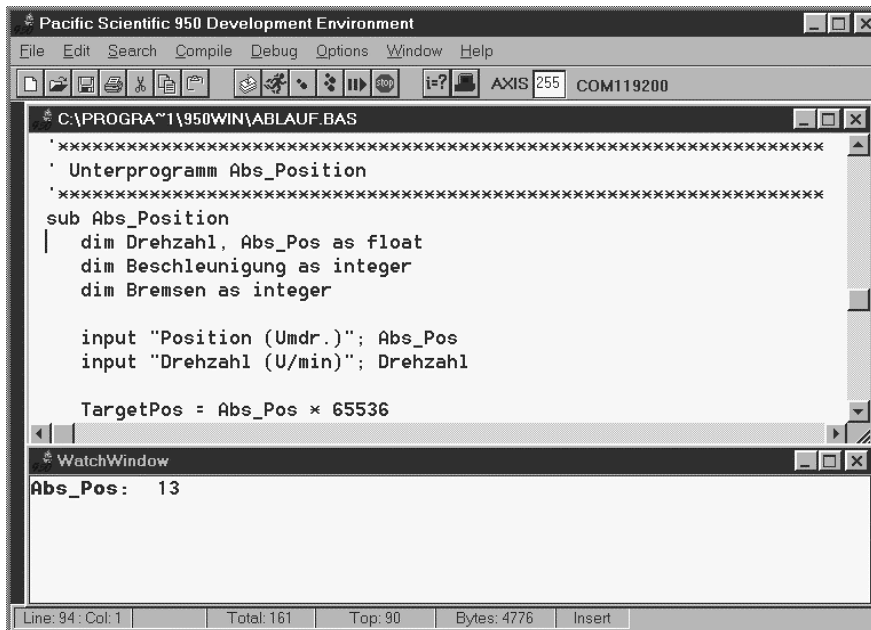 Pacific Scientific 950 Development Environment
File Edit Search Compile Debug Options Window Help
stop i=? AXIS 255 COM119200
C:\PROGRA~1\950WIN\ABLAUF.BAS
'*******************************************************************
' Unterprogramm Abs_Position
'*******************************************************************
sub Abs_Position
dim Drehzahl, Abs_Pos as float
dim Beschleunigung as integer
dim Bremsen as integer
input "Position (Umdr.)"; Abs_Pos
input "Drehzahl (U/min)"; Drehzahl
TargetPos = Abs_Pos * 65536
WatchWindow
Abs_Pos: 13
Line: 94 : Col: 1 Total: 161 Top: 90 Bytes: 4776 Insert